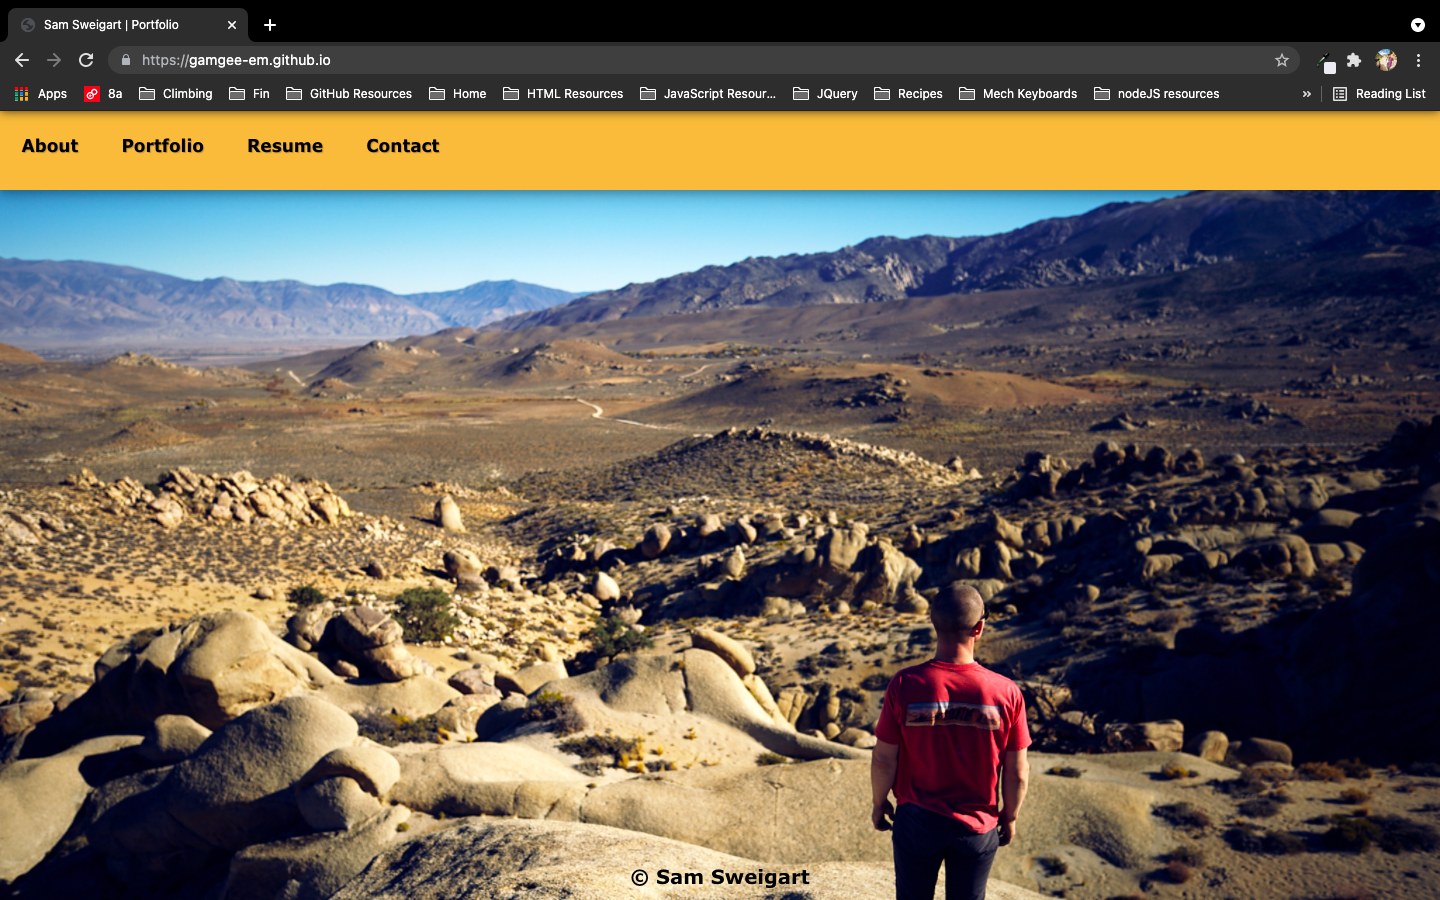 Sam Sweigart | Portfolio
https://gamgee-em.github.io
Apps 8a Climbing Fin GitHub Resources Home HTML Resources JavaScript Resour... JQuery Recipes Mech Keyboards nodeJS resources » Reading List
About Portfolio Resume Contact
© Sam Sweigart